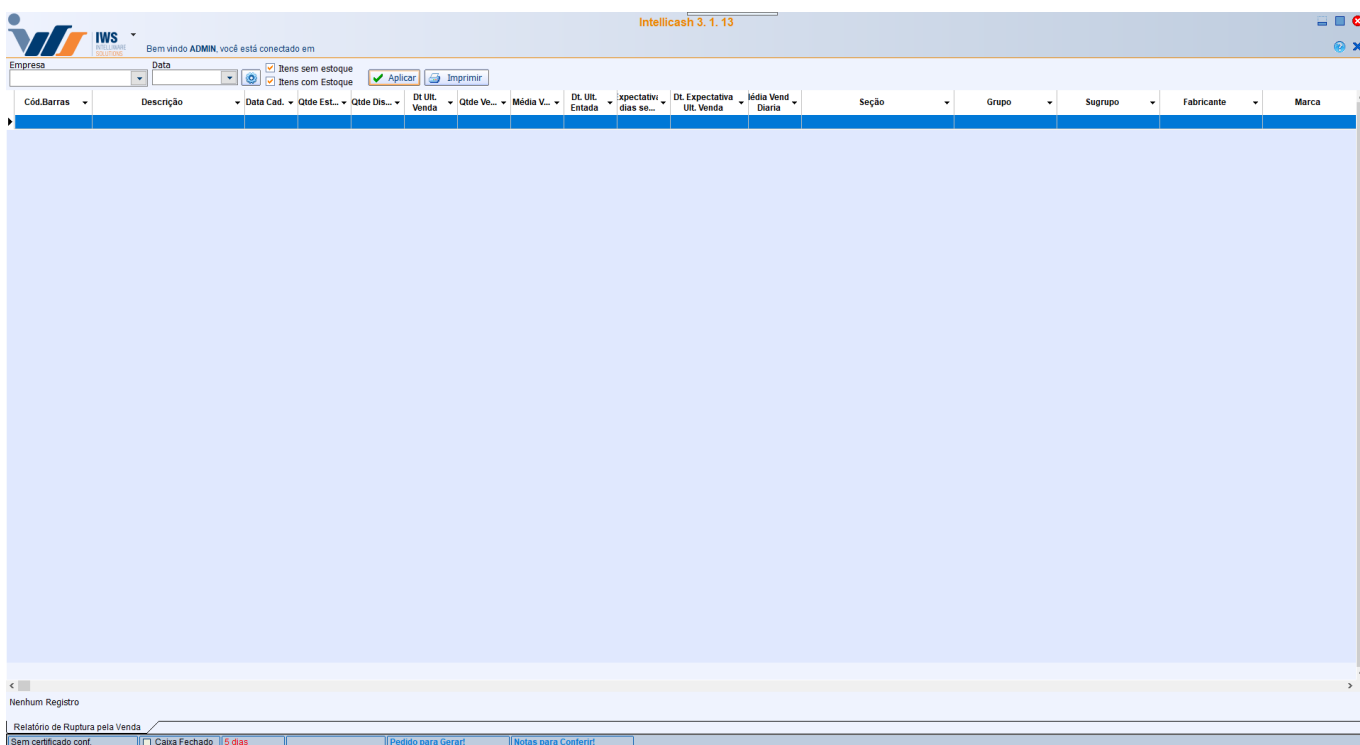 Intellicash 3. 1. 13
IWS
INTELLIWARE
SOLUTIONS
Bem vindo ADMIN, você está conectado em
Empresa
Data
Itens sem estoque
Itens com Estoque
Aplicar
Imprimir
Cód.Barras
Descrição
Data Cad.
Qtde Est...
Qtde Dis...
Dt Ult.
Venda
Qtde Ve...
Média V...
Dt. Ult.
Entada
Expectativa
dias se...
Dt. Expectativa
Ult. Venda
Média Vend
Diaria
Seção
Grupo
Sugrupo
Fabricante
Marca
Nenhum Registro
Relatório de Ruptura pela Venda
Sem certificado conf.
Caixa Fechado
5 dias
Pedido para Gerar!
Notas para Conferir!